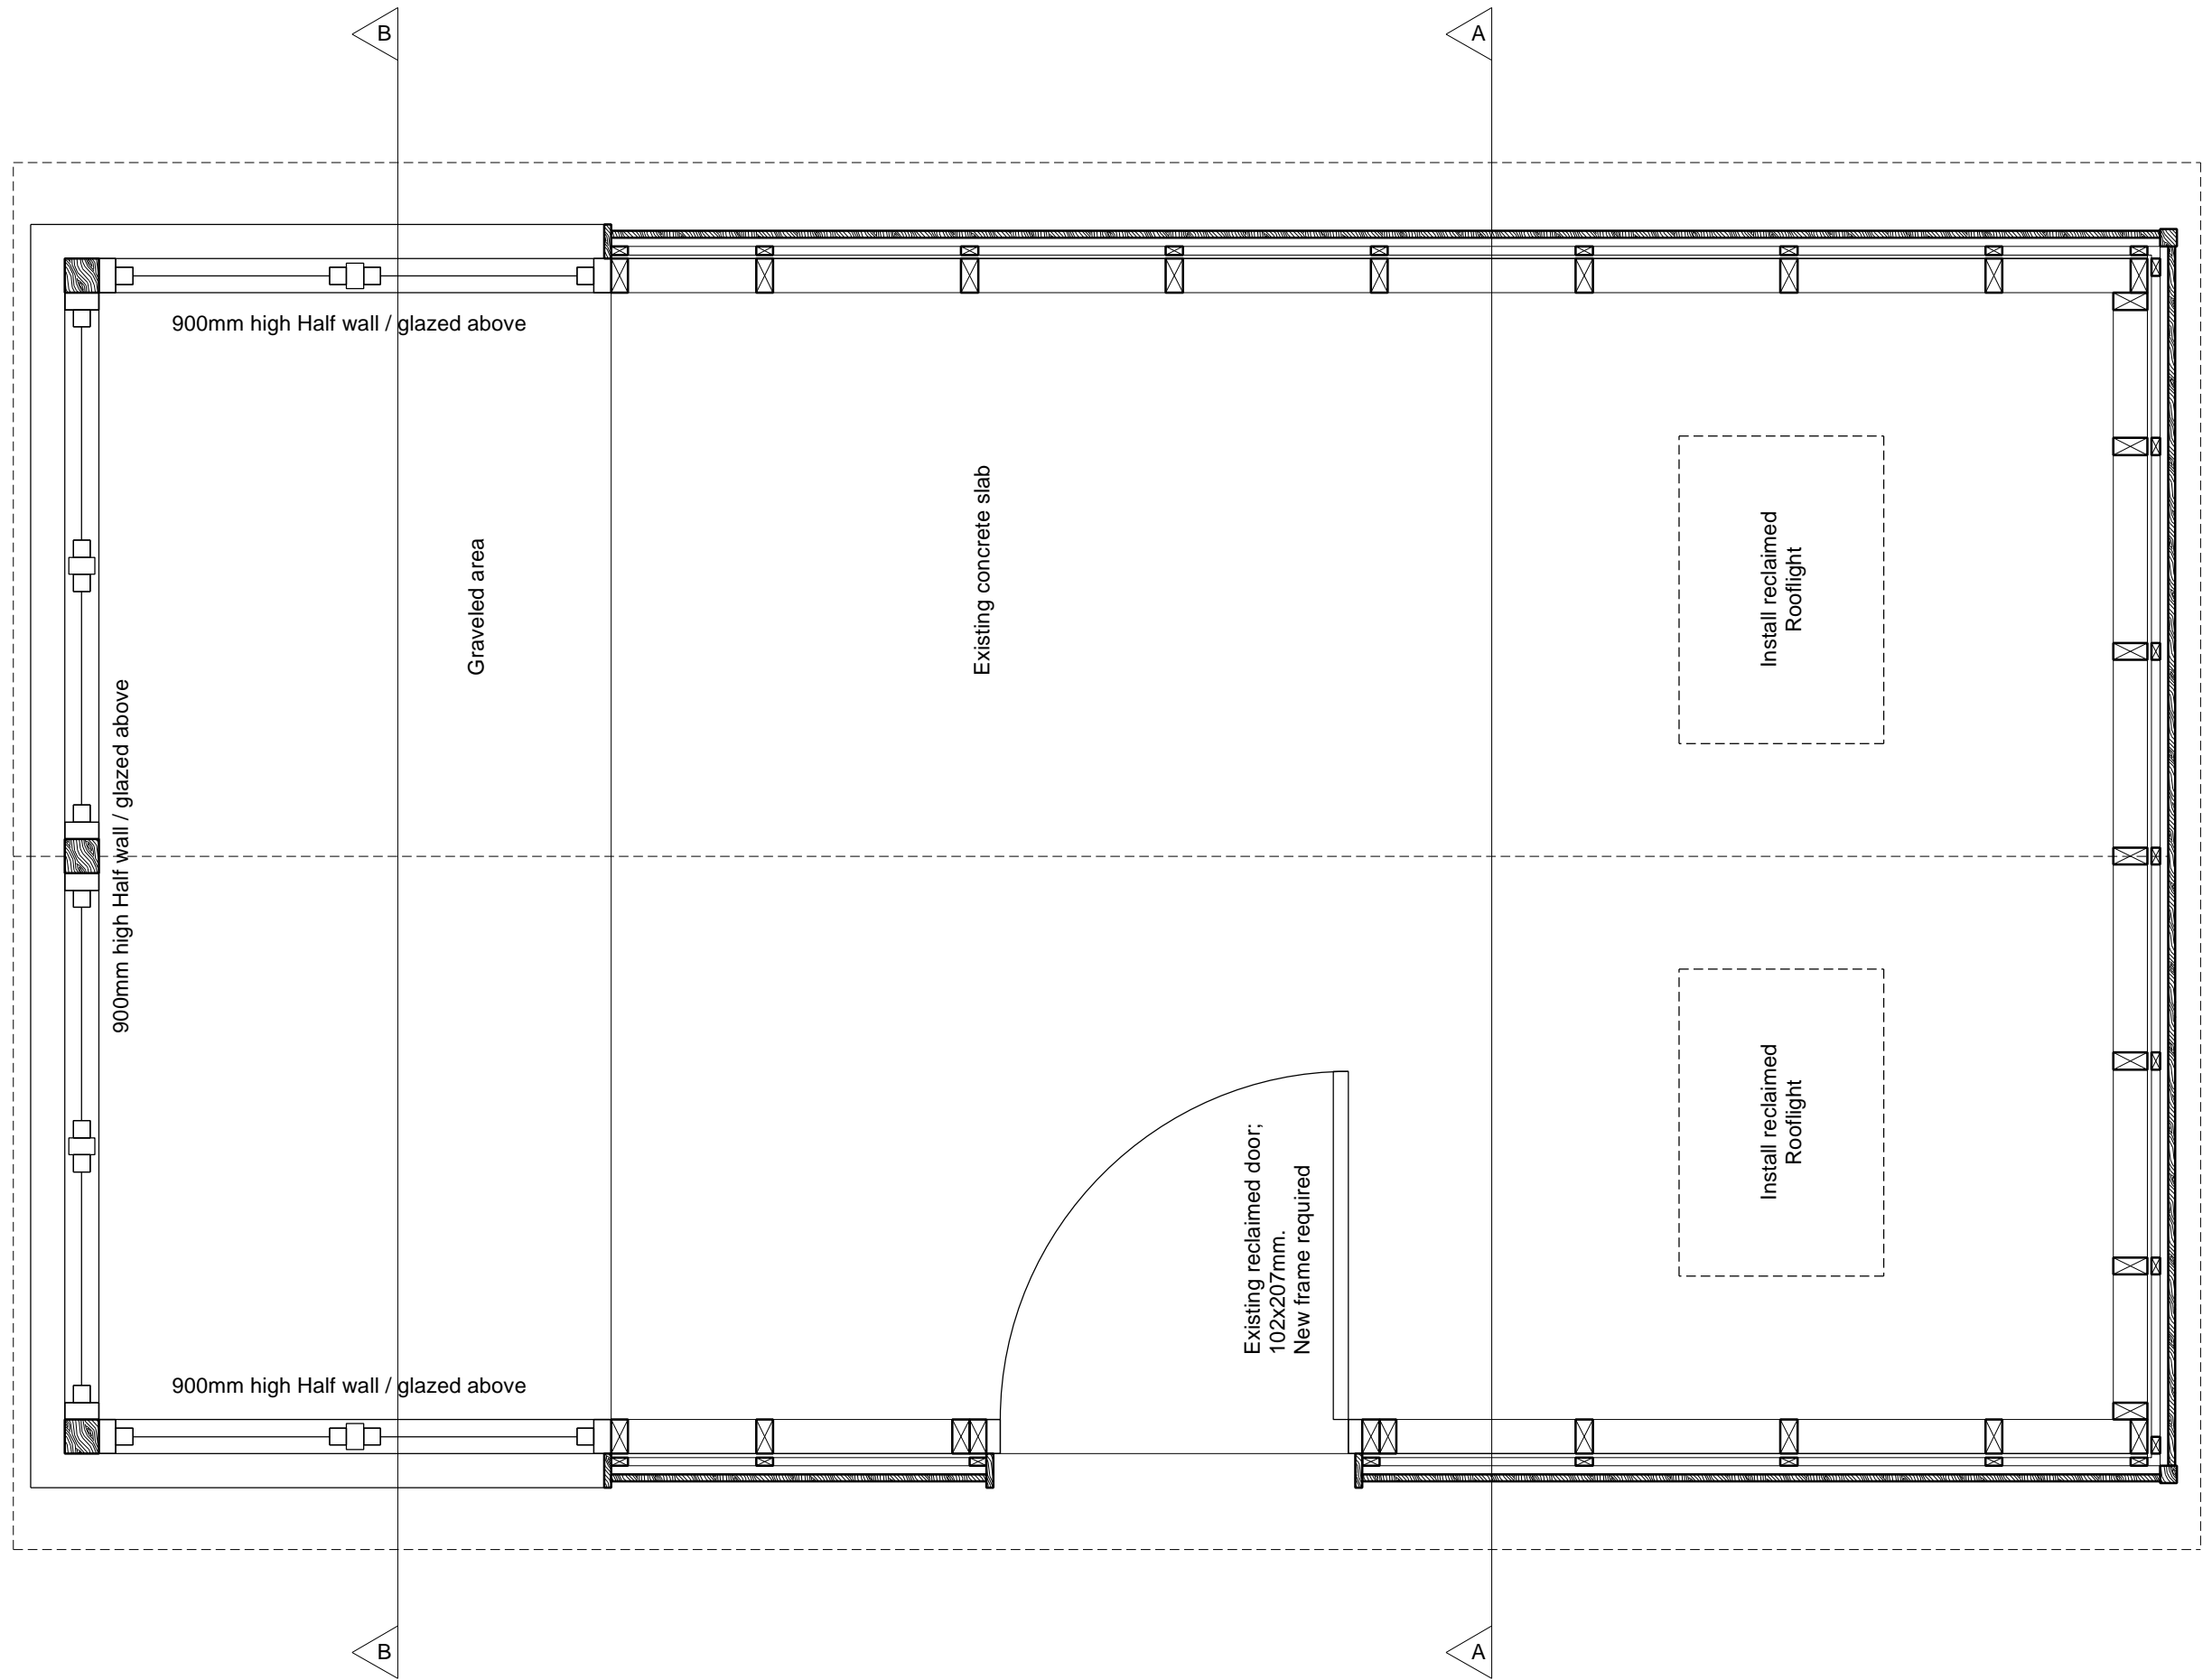 B
A
900mm high Half wall / glazed above
Graveled area
Existing concrete slab
Install reclaimed
Rooflight
900mm high Half wall / glazed above
Existing reclaimed door;
102x207mm.
New frame required
Install reclaimed
Rooflight
900mm high Half wall / glazed above
B
A